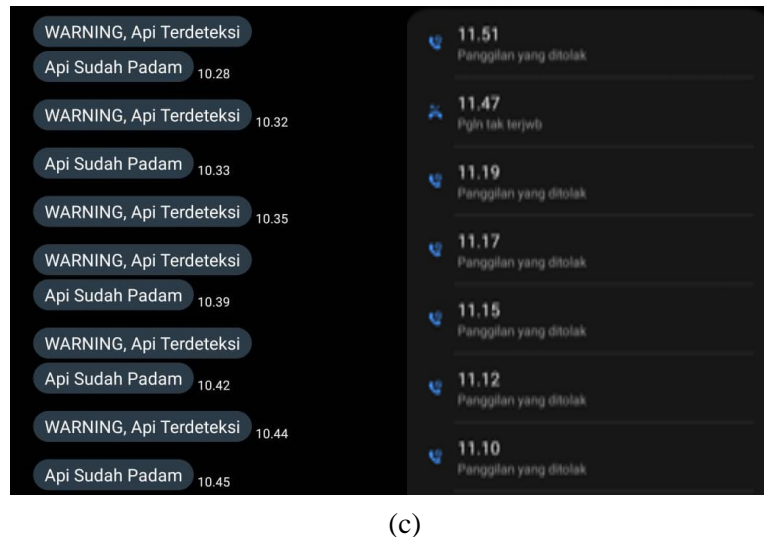 WARNING, Api Terdeteksi
Api Sudah Padam 10.28
WARNING, Api Terdeteksi 10.32
Api Sudah Padam 10.33
WARNING, Api Terdeteksi 10.35
WARNING, Api Terdeteksi
Api Sudah Padam 10.39
WARNING, Api Terdeteksi
Api Sudah Padam 10.42
WARNING, Api Terdeteksi 10.44
Api Sudah Padam 10.45
11.51
Panggilan yang ditolak
11.47
Pgln tak terjwb
11.19
Panggilan yang ditolak
11.17
Panggilan yang ditolak
11.15
Panggilan yang ditolak
11.12
Panggilan yang ditolak
11.10
Panggilan yang ditolak
(c)